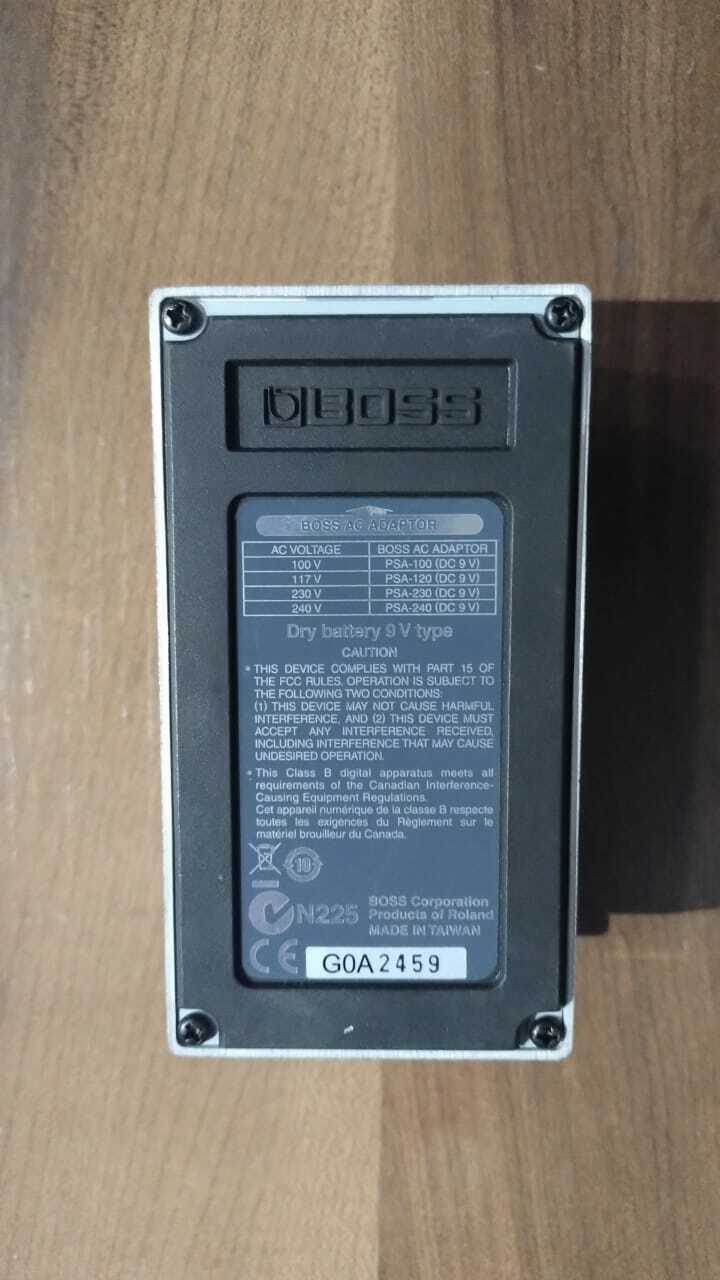 BOSS
BOSS AC ADAPTOR
AC VOLTAGE BOSS AC ADAPTOR
100 V PSA-100 (DC 9 V)
117 V PSA-120 (DC 9 V)
230 V PSA-230 (DC 9 V)
240 V PSA-240 (DC 9 V)
Dry battery 9 V type
CAUTION
* THIS DEVICE COMPLIES WITH PART 15 OF
THE FCC RULES. OPERATION IS SUBJECT TO
THE FOLLOWING TWO CONDITIONS:
(1) THIS DEVICE MAY NOT CAUSE HARMFUL
INTERFERENCE, AND (2) THIS DEVICE MUST
ACCEPT ANY INTERFERENCE RECEIVED,
INCLUDING INTERFERENCE THAT MAY CAUSE
UNDESIRED OPERATION.
* This Class B digital apparatus meets all
requirements of the Canadian Interference-
Causing Equipment Regulations.
Cet appareil numérique de la classe B respecte
toutes les exigences du Règlement sur le
matériel brouilleur du Canada.
10
N225
BOSS Corporation
Products of Roland
MADE IN TAIWAN
CE
G0A2459